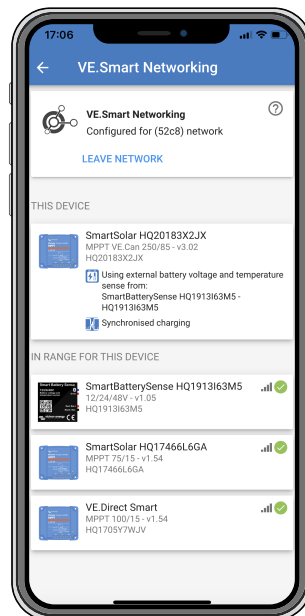 17:06
VE.Smart Networking
VE.Smart Networking
Configured for (52c8) network
LEAVE NETWORK
THIS DEVICE
SmartSolar HQ20183X2JX
MPPT VE.Can 250/85 - v3.02
HQ20183X2JX
Using external battery voltage and temperature
sense from:
SmartBatterySense HQ1913I63M5 -
HQ1913I63M5
Synchronised charging
IN RANGE FOR THIS DEVICE
Smart Battery Sense
SmartBatterySense HQ1913I63M5
12/24/48V - v1.05
HQ1913I63M5
SmartSolar HQ17466L6GA
MPPT 75/15 - v1.54
HQ17466L6GA
VE.Direct Smart
MPPT 100/15 - v1.54
HQ1705Y7WJV